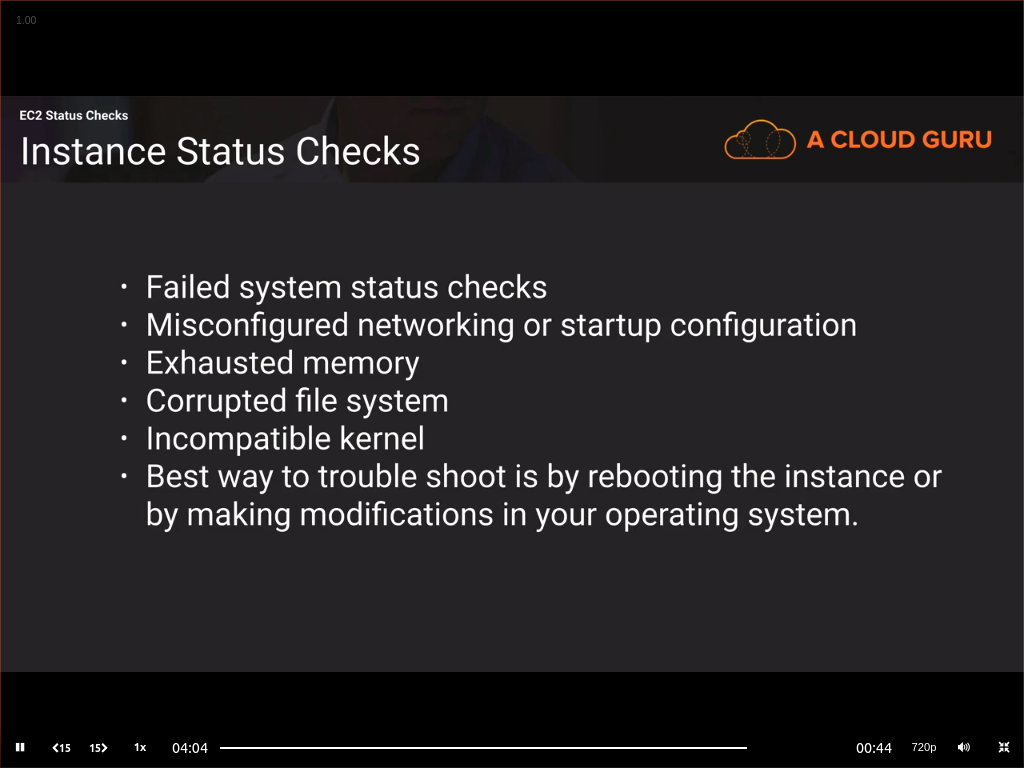 1.00
EC2 Status Checks
Instance Status Checks
A CLOUD GURU
• Failed system status checks
• Misconfigured networking or startup configuration
• Exhausted memory
• Corrupted file system
• Incompatible kernel
• Best way to trouble shoot is by rebooting the instance or
by making modifications in your operating system.
15 15 1x 04:04 00:44 720p